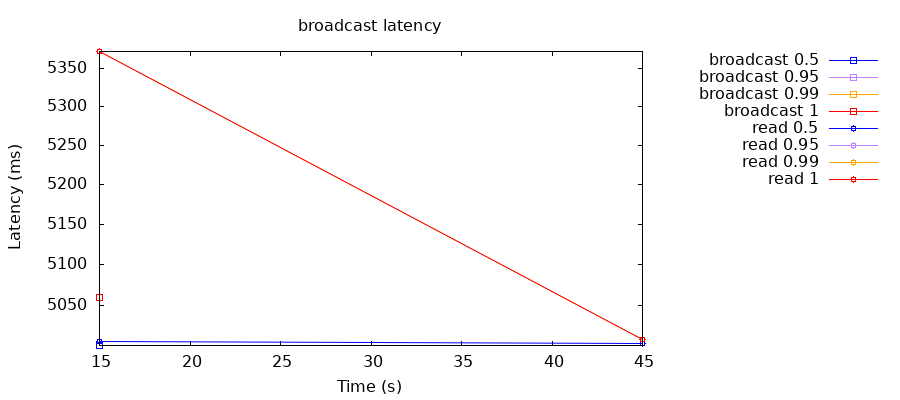 broadcast latency
Latency (ms)
5350
5300
5250
5200
5150
5100
5050
15 20 25 30 35 40 45
Time (s)
broadcast 0.5
broadcast 0.95
broadcast 0.99
broadcast 1
read 0.5
read 0.95
read 0.99
read 1